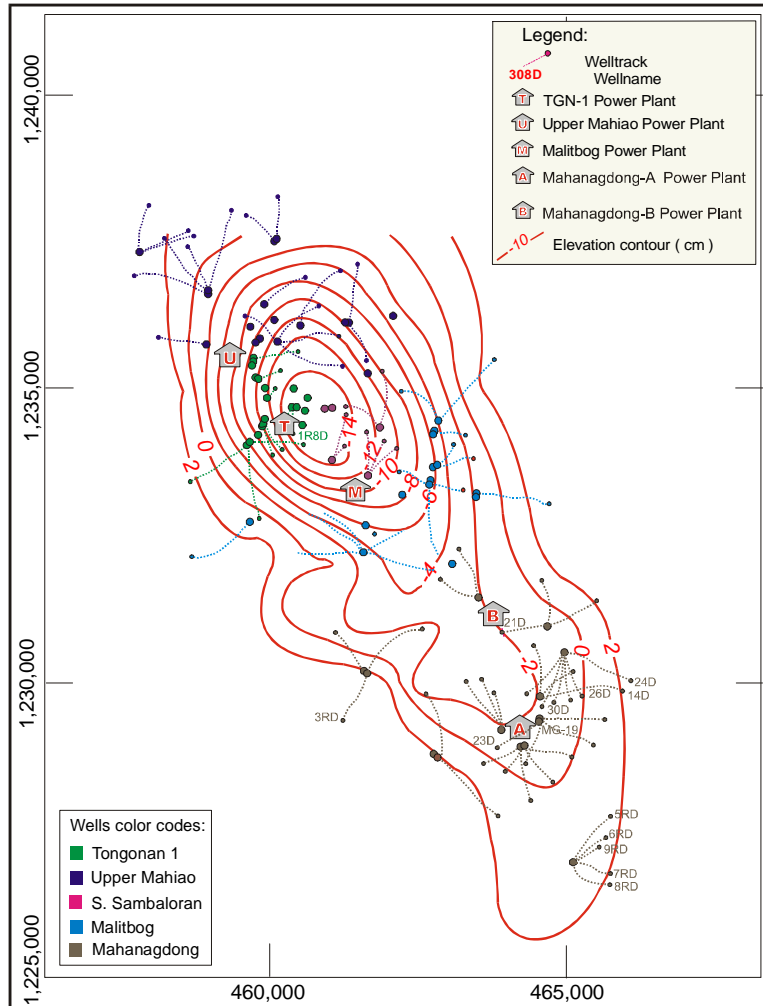 Legend:
308D
Welltrack
Wellname
T
TGN-1 Power Plant
U
Upper Mahiao Power Plant
M
Malitbog Power Plant
A
Mahanagdong-A Power Plant
B
Mahanagdong-B Power Plant
-10
Elevation contour ( cm )
1,240,000
1,235,000
1,230,000
1,225,000
460,000
465,000
U
T
1R8D
M
-14
-12
-10
-8
-6
-4
0
2
B
21D
-2
0
2
24D
14D
26D
30D
MG-19
A
23D
3RD
5RD
6RD
9RD
7RD
8RD
Wells color codes:
Tongonan 1
Upper Mahiao
S. Sambaloran
Malitbog
Mahanagdong